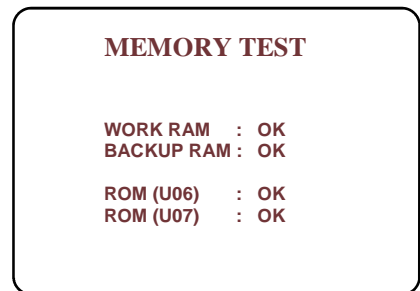 MEMORY TEST
WORK RAM : OK
BACKUP RAM : OK
ROM (U06) : OK
ROM (U07) : OK